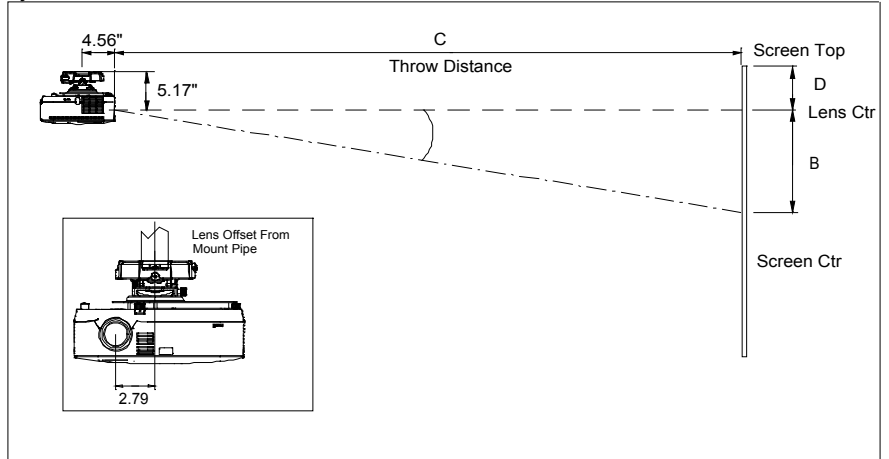 4.56"
C
Screen Top
Throw Distance
5.17"
D
Lens Ctr
B
Lens Offset From
Mount Pipe
Screen Ctr
2.79